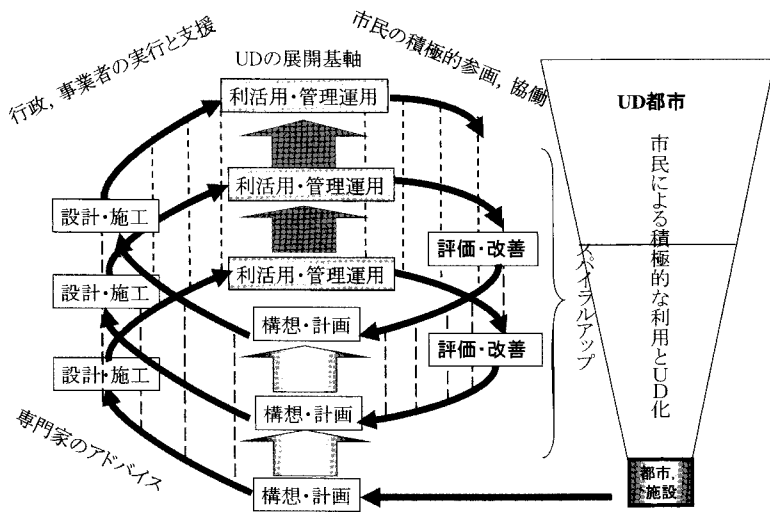 行政，事業者の実行と支援
UDの展開基軸
市民の積極的参画，協働
利活用・管理運用
UD都市
利活用・管理運用
設計・施工
評価・改善
利活用・管理運用
設計・施工
構想・計画
評価・改善
設計・施工
構想・計画
専門家のアドバイス
構想・計画
スパイラルアップ
市民による積極的な利用とUD化
都市，
施設